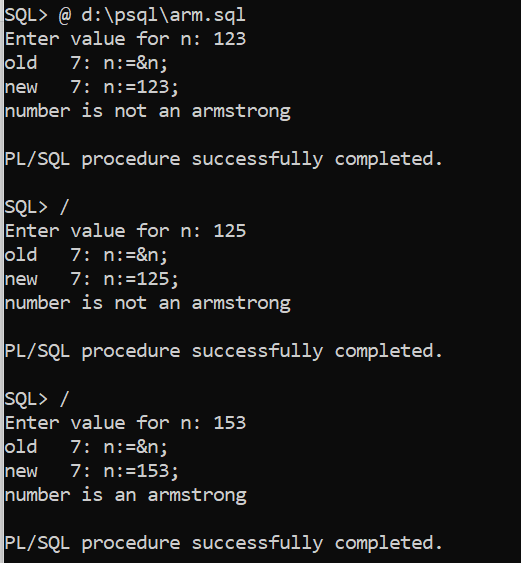 SQL> @ d:\psql\arm.sql
Enter value for n: 123
old   7: n:=&n;
new   7: n:=123;
number is not an armstrong
PL/SQL procedure successfully completed.
SQL> /
Enter value for n: 125
old   7: n:=&n;
new   7: n:=125;
number is not an armstrong
PL/SQL procedure successfully completed.
SQL> /
Enter value for n: 153
old   7: n:=&n;
new   7: n:=153;
number is an armstrong
PL/SQL procedure successfully completed.